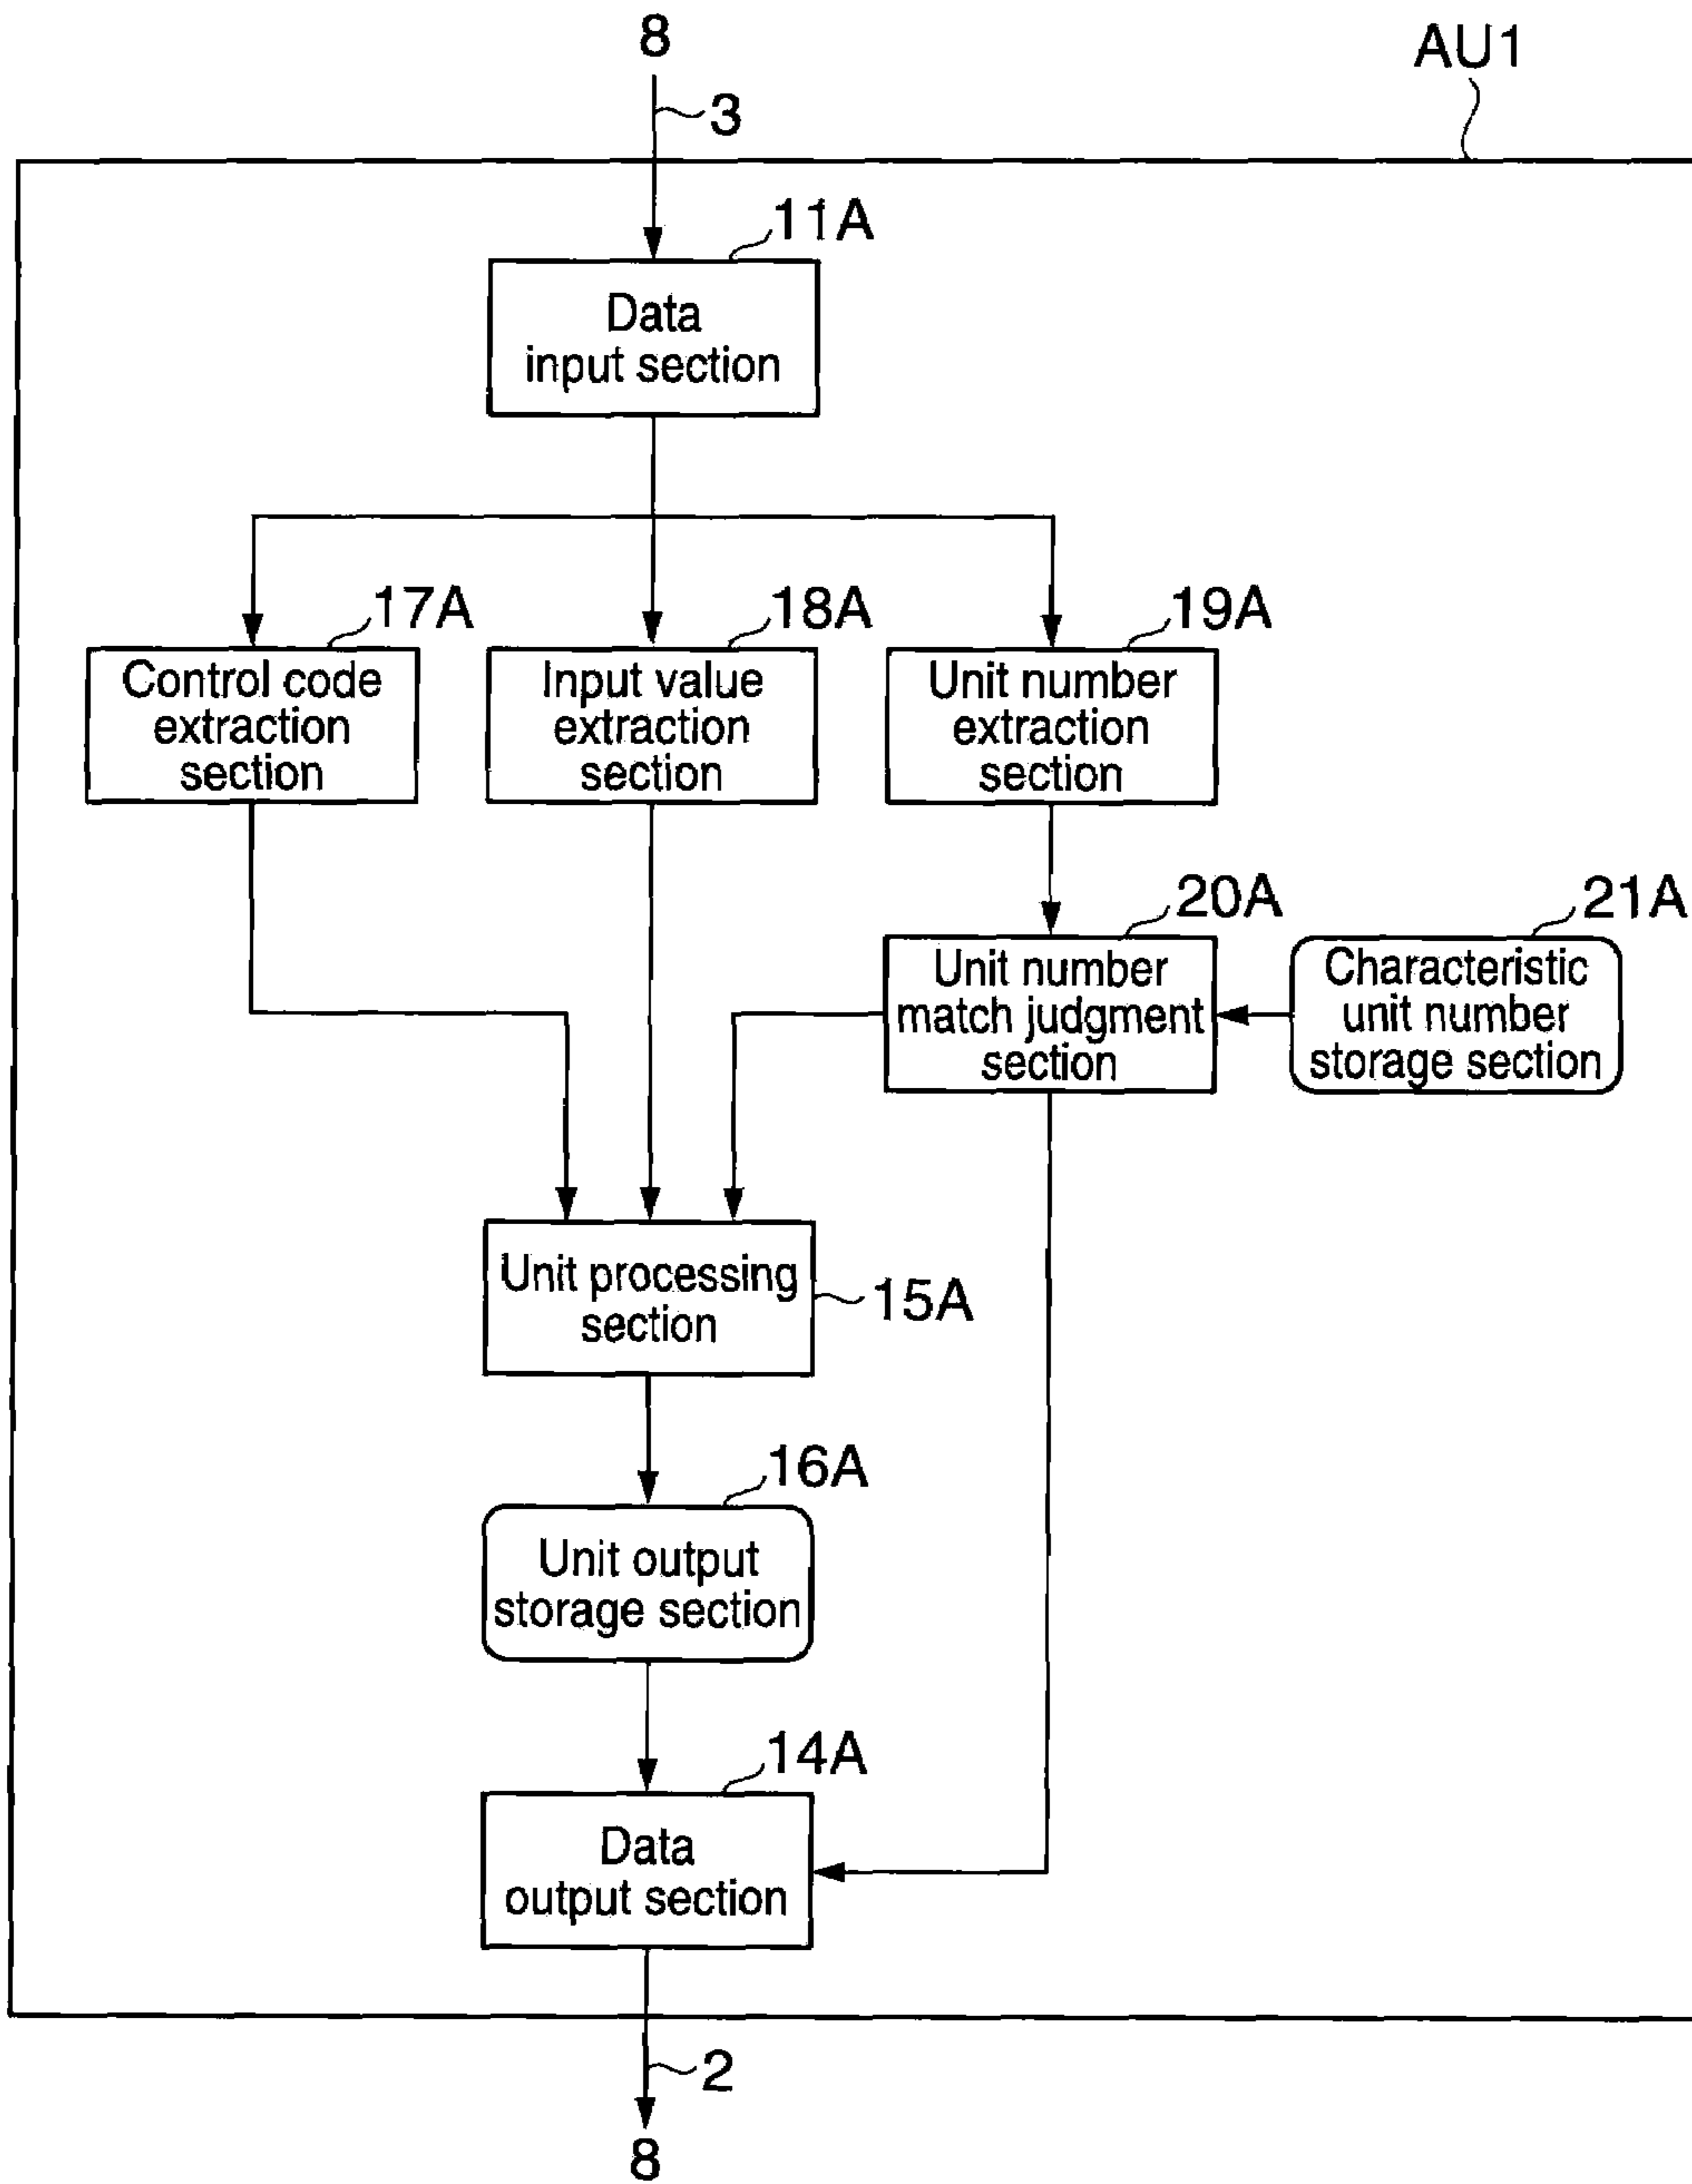 8
AU1
3
11A
Data
input section
17A
18A
19A
Control code
extraction
section
Input value
extraction
section
Unit number
extraction
section
20A
21A
Unit number
match judgment
section
Characteristic
unit number
storage section
Unit processing
section
15A
16A
Unit output
storage section
14A
Data
output section
2
8